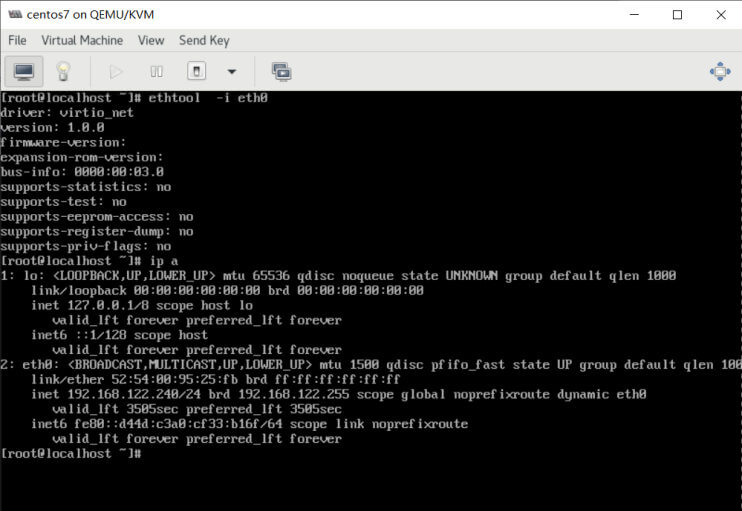 centos7 on QEMU/KVM
File Virtual Machine View Send Key
[root@localhost ~]# ethtool  -i eth0
driver: virtio_net
version: 1.0.0
firmware-version:
expansion-rom-version:
bus-info: 0000:00:03.0
supports-statistics: no
supports-test: no
supports-eeprom-access: no
supports-register-dump: no
supports-priv-flags: no
[root@localhost ~]# ip a
1: lo: <LOOPBACK,UP,LOWER_UP> mtu 65536 qdisc noqueue state UNKNOWN group default qlen 1000
    link/loopback 00:00:00:00:00:00 brd 00:00:00:00:00:00
    inet 127.0.0.1/8 scope host lo
       valid_lft forever preferred_lft forever
    inet6 ::1/128 scope host
       valid_lft forever preferred_lft forever
2: eth0: <BROADCAST,MULTICAST,UP,LOWER_UP> mtu 1500 qdisc pfifo_fast state UP group default qlen 100
    link/ether 52:54:00:95:25:fb brd ff:ff:ff:ff:ff:ff
    inet 192.168.122.240/24 brd 192.168.122.255 scope global noprefixroute dynamic eth0
       valid_lft 3505sec preferred_lft 3505sec
    inet6 fe80::d44d:c3a0:cf33:b16f/64 scope link noprefixroute
       valid_lft forever preferred_lft forever
[root@localhost ~]#